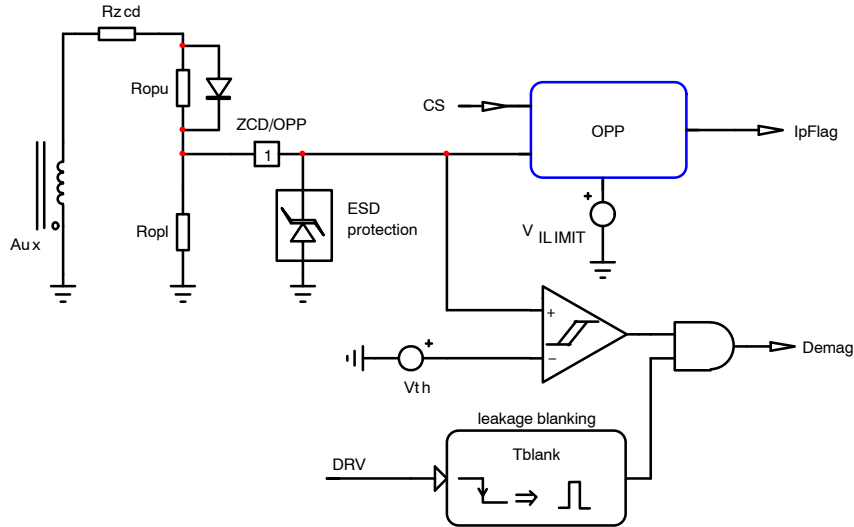 Rzcd
Ropu
ZCD/OPP
1
CS
OPP
IpFlag
ESD
protection
Ropl
Aux
V ILIMIT
+
+
−
+
Vth
Demag
leakage blanking
Tblank
DRV